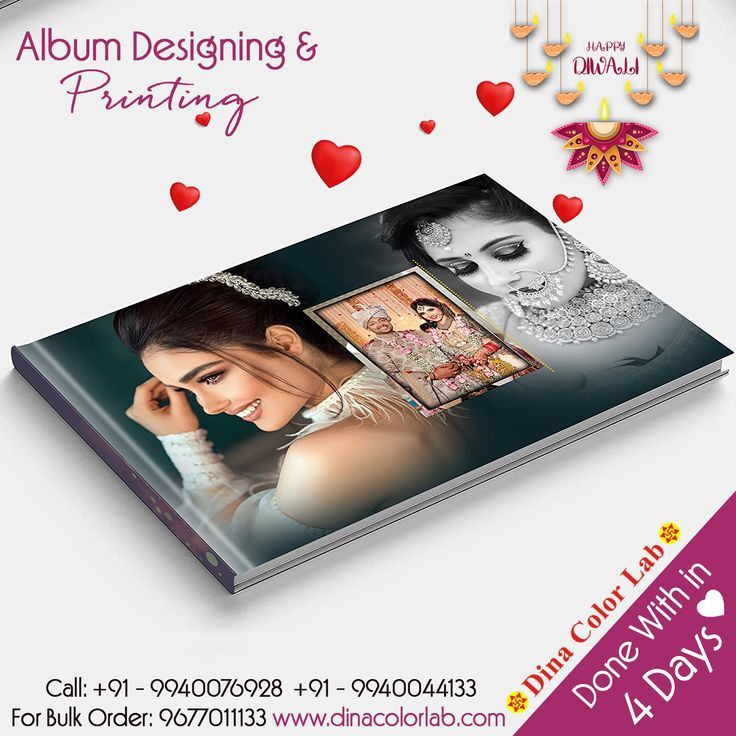 Album Designing &
Printing
HAPPY
DIWALI
Dina Color Lab
Done With in
4 Days
Call: +91 - 9940076928 +91 - 9940044133
For Bulk Order: 9677011133 www.dinacolorlab.com